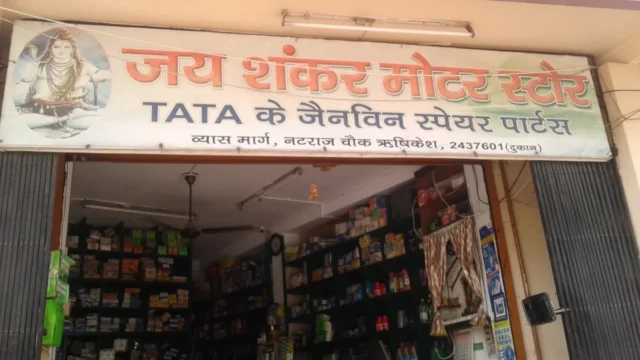 जय शंकर मोटर स्टोर
TATA के जैनविन स्पेयर पार्टस
व्यास मार्ग, नटराज चौक ऋषिकेश, 2437601(दुकान)